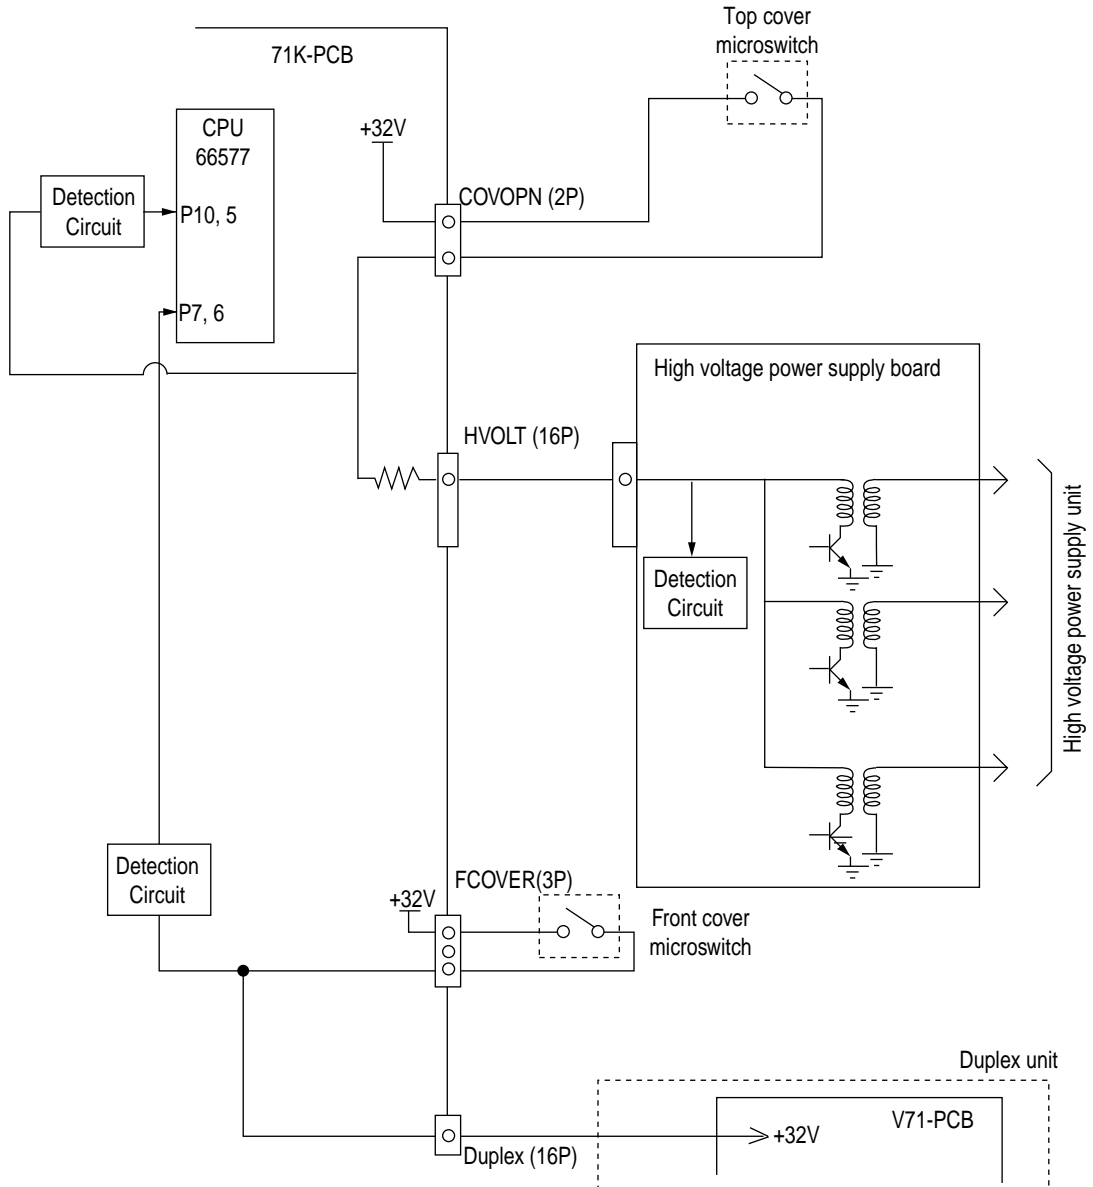 Top cover
microswitch
71K-PCB
CPU
66577
+32V
Detection
Circuit
P10, 5
COVOPN (2P)
P7, 6
High voltage power supply board
HVOLT (16P)
Detection
Circuit
High voltage power supply unit
Detection
Circuit
FCOVER(3P)
+32V
Front cover
microswitch
Duplex unit
V71-PCB
+32V
Duplex (16P)